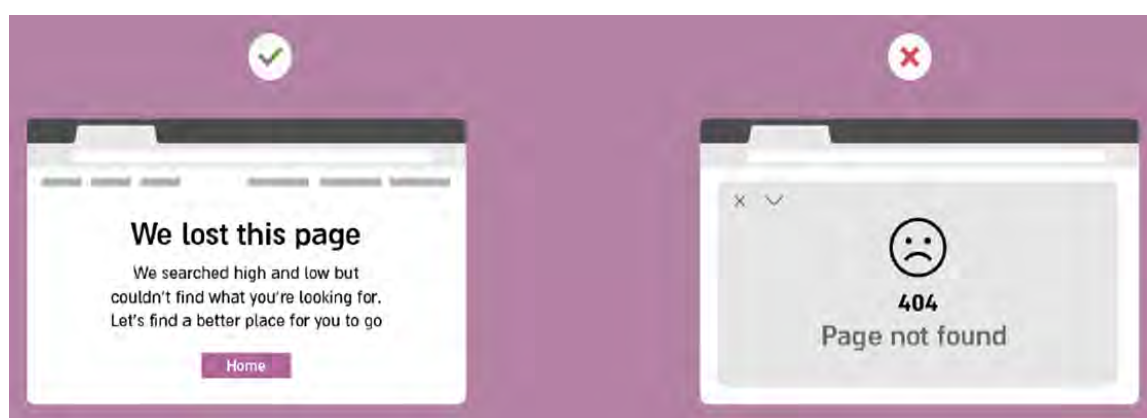 We lost this page
We searched high and low but
couldn't find what you're looking for.
Let's find a better place for you to go
Home
404
Page not found